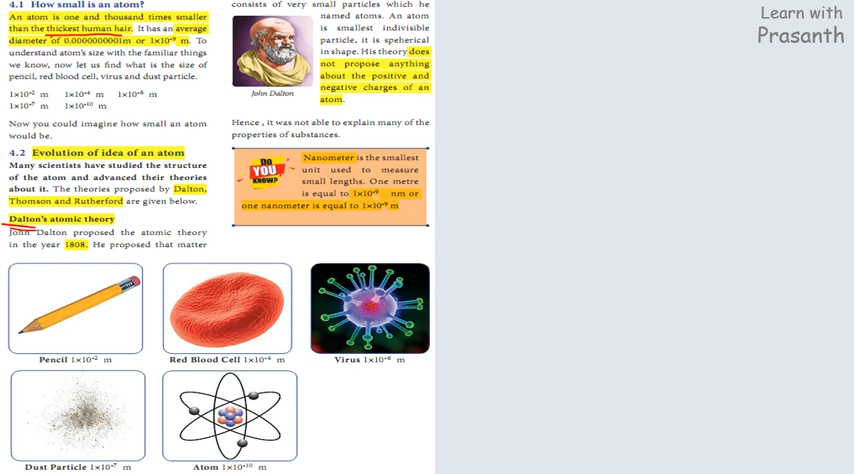 4.1 How small is an atom?
An atom is one and thousand times smaller
than the thickest human hair. It has an average
diameter of 0.000000001m or 1×10⁻⁹ m. To
understand atom's size with the familiar things
we know, now let us find what is the size of
pencil, red blood cell, virus and dust particle.
1×10⁻² m 1×10⁻⁴ m 1×10⁻⁶ m
1×10⁻⁷ m 1×10⁻¹⁰ m
Now you could imagine how small an atom
would be.
4.2 Evolution of idea of an atom
Many scientists have studied the structure
of the atom and advanced their theories
about it. The theories proposed by Dalton,
Thomson and Rutherford are given below.
Dalton's atomic theory
John Dalton proposed the atomic theory
in the year 1808. He proposed that matter
consists of very small particles which he
named atoms. An atom
is smallest indivisible
particle, it is speherical
in shape. His theory does
not propose anything
about the positive and
negative charges of an
atom.
John Dalton
Hence , it was not able to explain many of the
properties of substances.
DO
YOU
KNOW?
Nanometer is the smallest
unit used to measure
small lengths. One metre
is equal to 1×10⁻⁹ nm or
one nanometer is equal to 1×10⁻⁹ m
Pencil 1×10⁻² m
Red Blood Cell 1×10⁻⁴ m
Virus 1×10⁻⁶ m
Dust Particle 1×10⁻⁷ m
Atom 1×10⁻¹⁰ m
Learn with
Prasanth